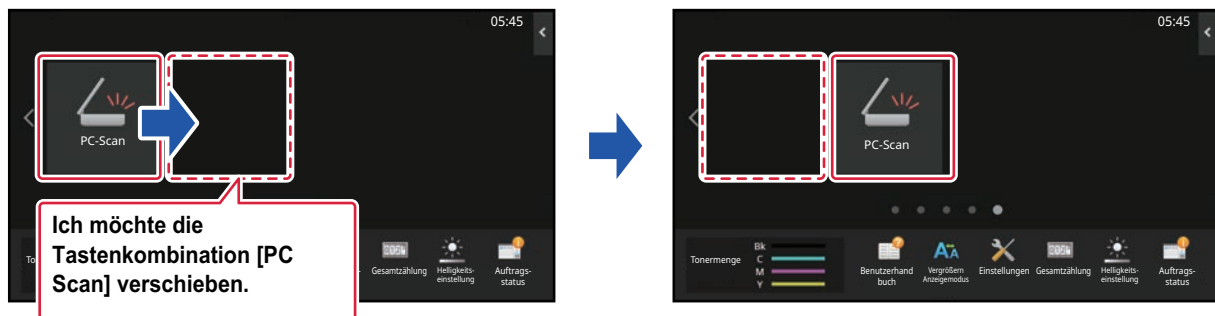 05:45
PC-Scan
Ich möchte die
Tastenkombination [PC
Scan] verschieben.
To
Gesamtzählung
Helligkeits-
einstellung
Auftrags-
status
05:45
PC-Scan
Tonermenge
Bk
C
M
Y
Benutzerhand
buch
Vergrößern
Anzeigemodus
Einstellungen
Gesamtzählung
Helligkeits-
einstellung
Auftrags-
status